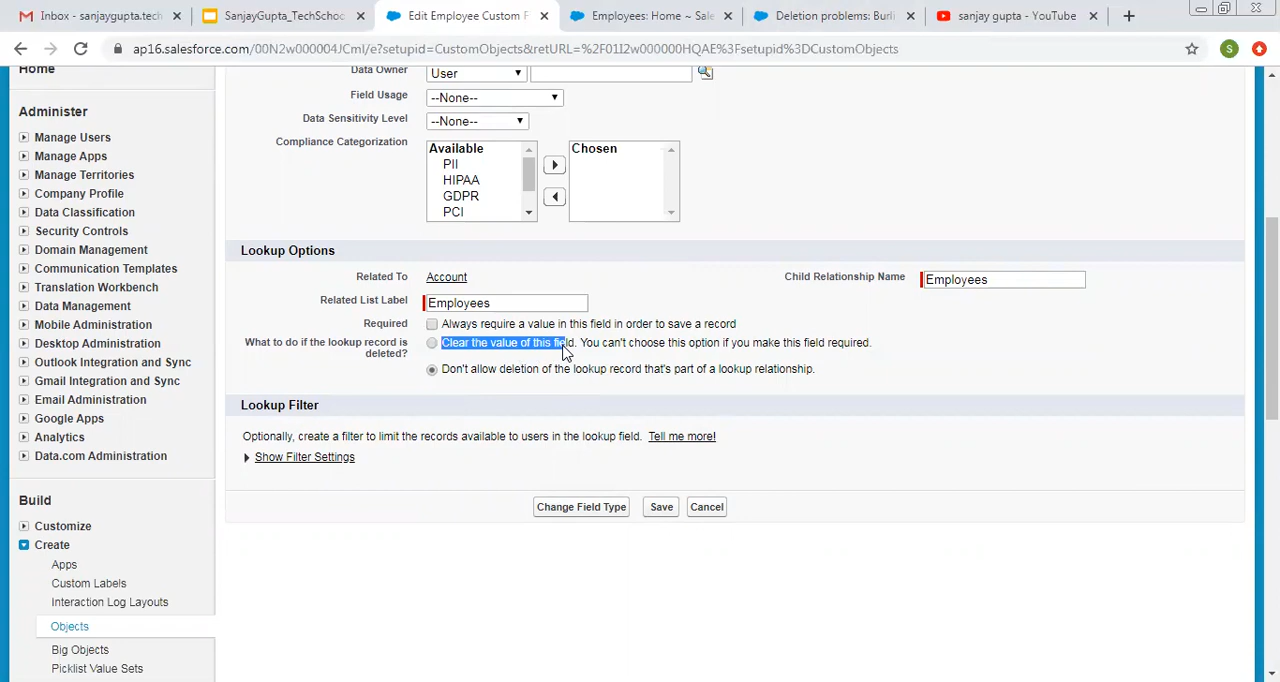 Inbox - sanjaygupta.tech
SanjayGupta_TechSchoo
Edit Employee Custom F
Employees: Home ~ Sale
Deletion problems: Burli
sanjay gupta - YouTube
ap16.salesforce.com/00N2w000004JCml/e?setupid=CustomObjects&retURL=%2F01I2w000000HQAE%3Fsetupid%3DCustomObjects
S
Home
Administer
Manage Users
Manage Apps
Manage Territories
Company Profile
Data Classification
Security Controls
Domain Management
Communication Templates
Translation Workbench
Data Management
Mobile Administration
Desktop Administration
Outlook Integration and Sync
Gmail Integration and Sync
Email Administration
Google Apps
Analytics
Data.com Administration
Build
Customize
Create
Apps
Custom Labels
Interaction Log Layouts
Objects
Big Objects
Picklist Value Sets
Data Owner User
Field Usage --None--
Data Sensitivity Level --None--
Compliance Categorization
Available Chosen
PII
HIPAA
GDPR
PCI
Lookup Options
Related To Account Child Relationship Name Employees
Related List Label Employees
Required Always require a value in this field in order to save a record
What to do if the lookup record is deleted?
Clear the value of this field. You can't choose this option if you make this field required.
Don't allow deletion of the lookup record that's part of a lookup relationship.
Lookup Filter
Optionally, create a filter to limit the records available to users in the lookup field. Tell me more!
Show Filter Settings
Change Field Type Save Cancel